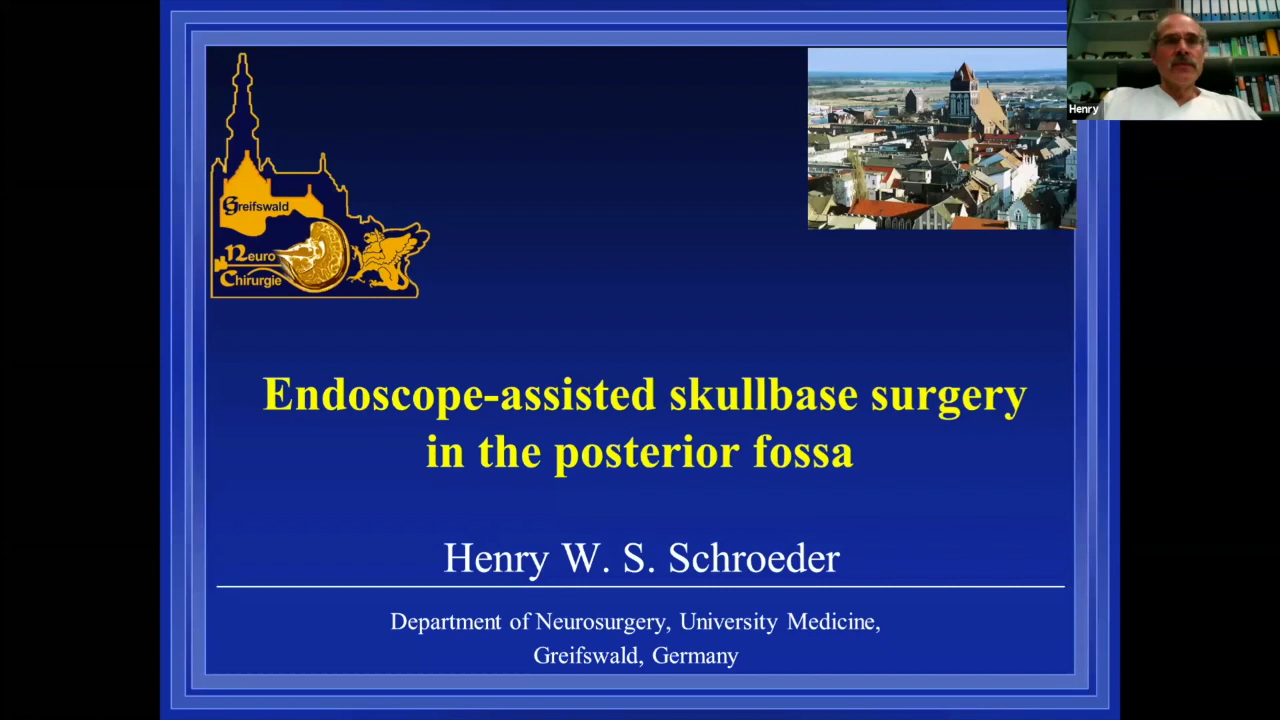 Henry
Greifswald
Neuro
Chirurgie
Endoscope-assisted skullbase surgery
in the posterior fossa
Henry W. S. Schroeder
Department of Neurosurgery, University Medicine,
Greifswald, Germany